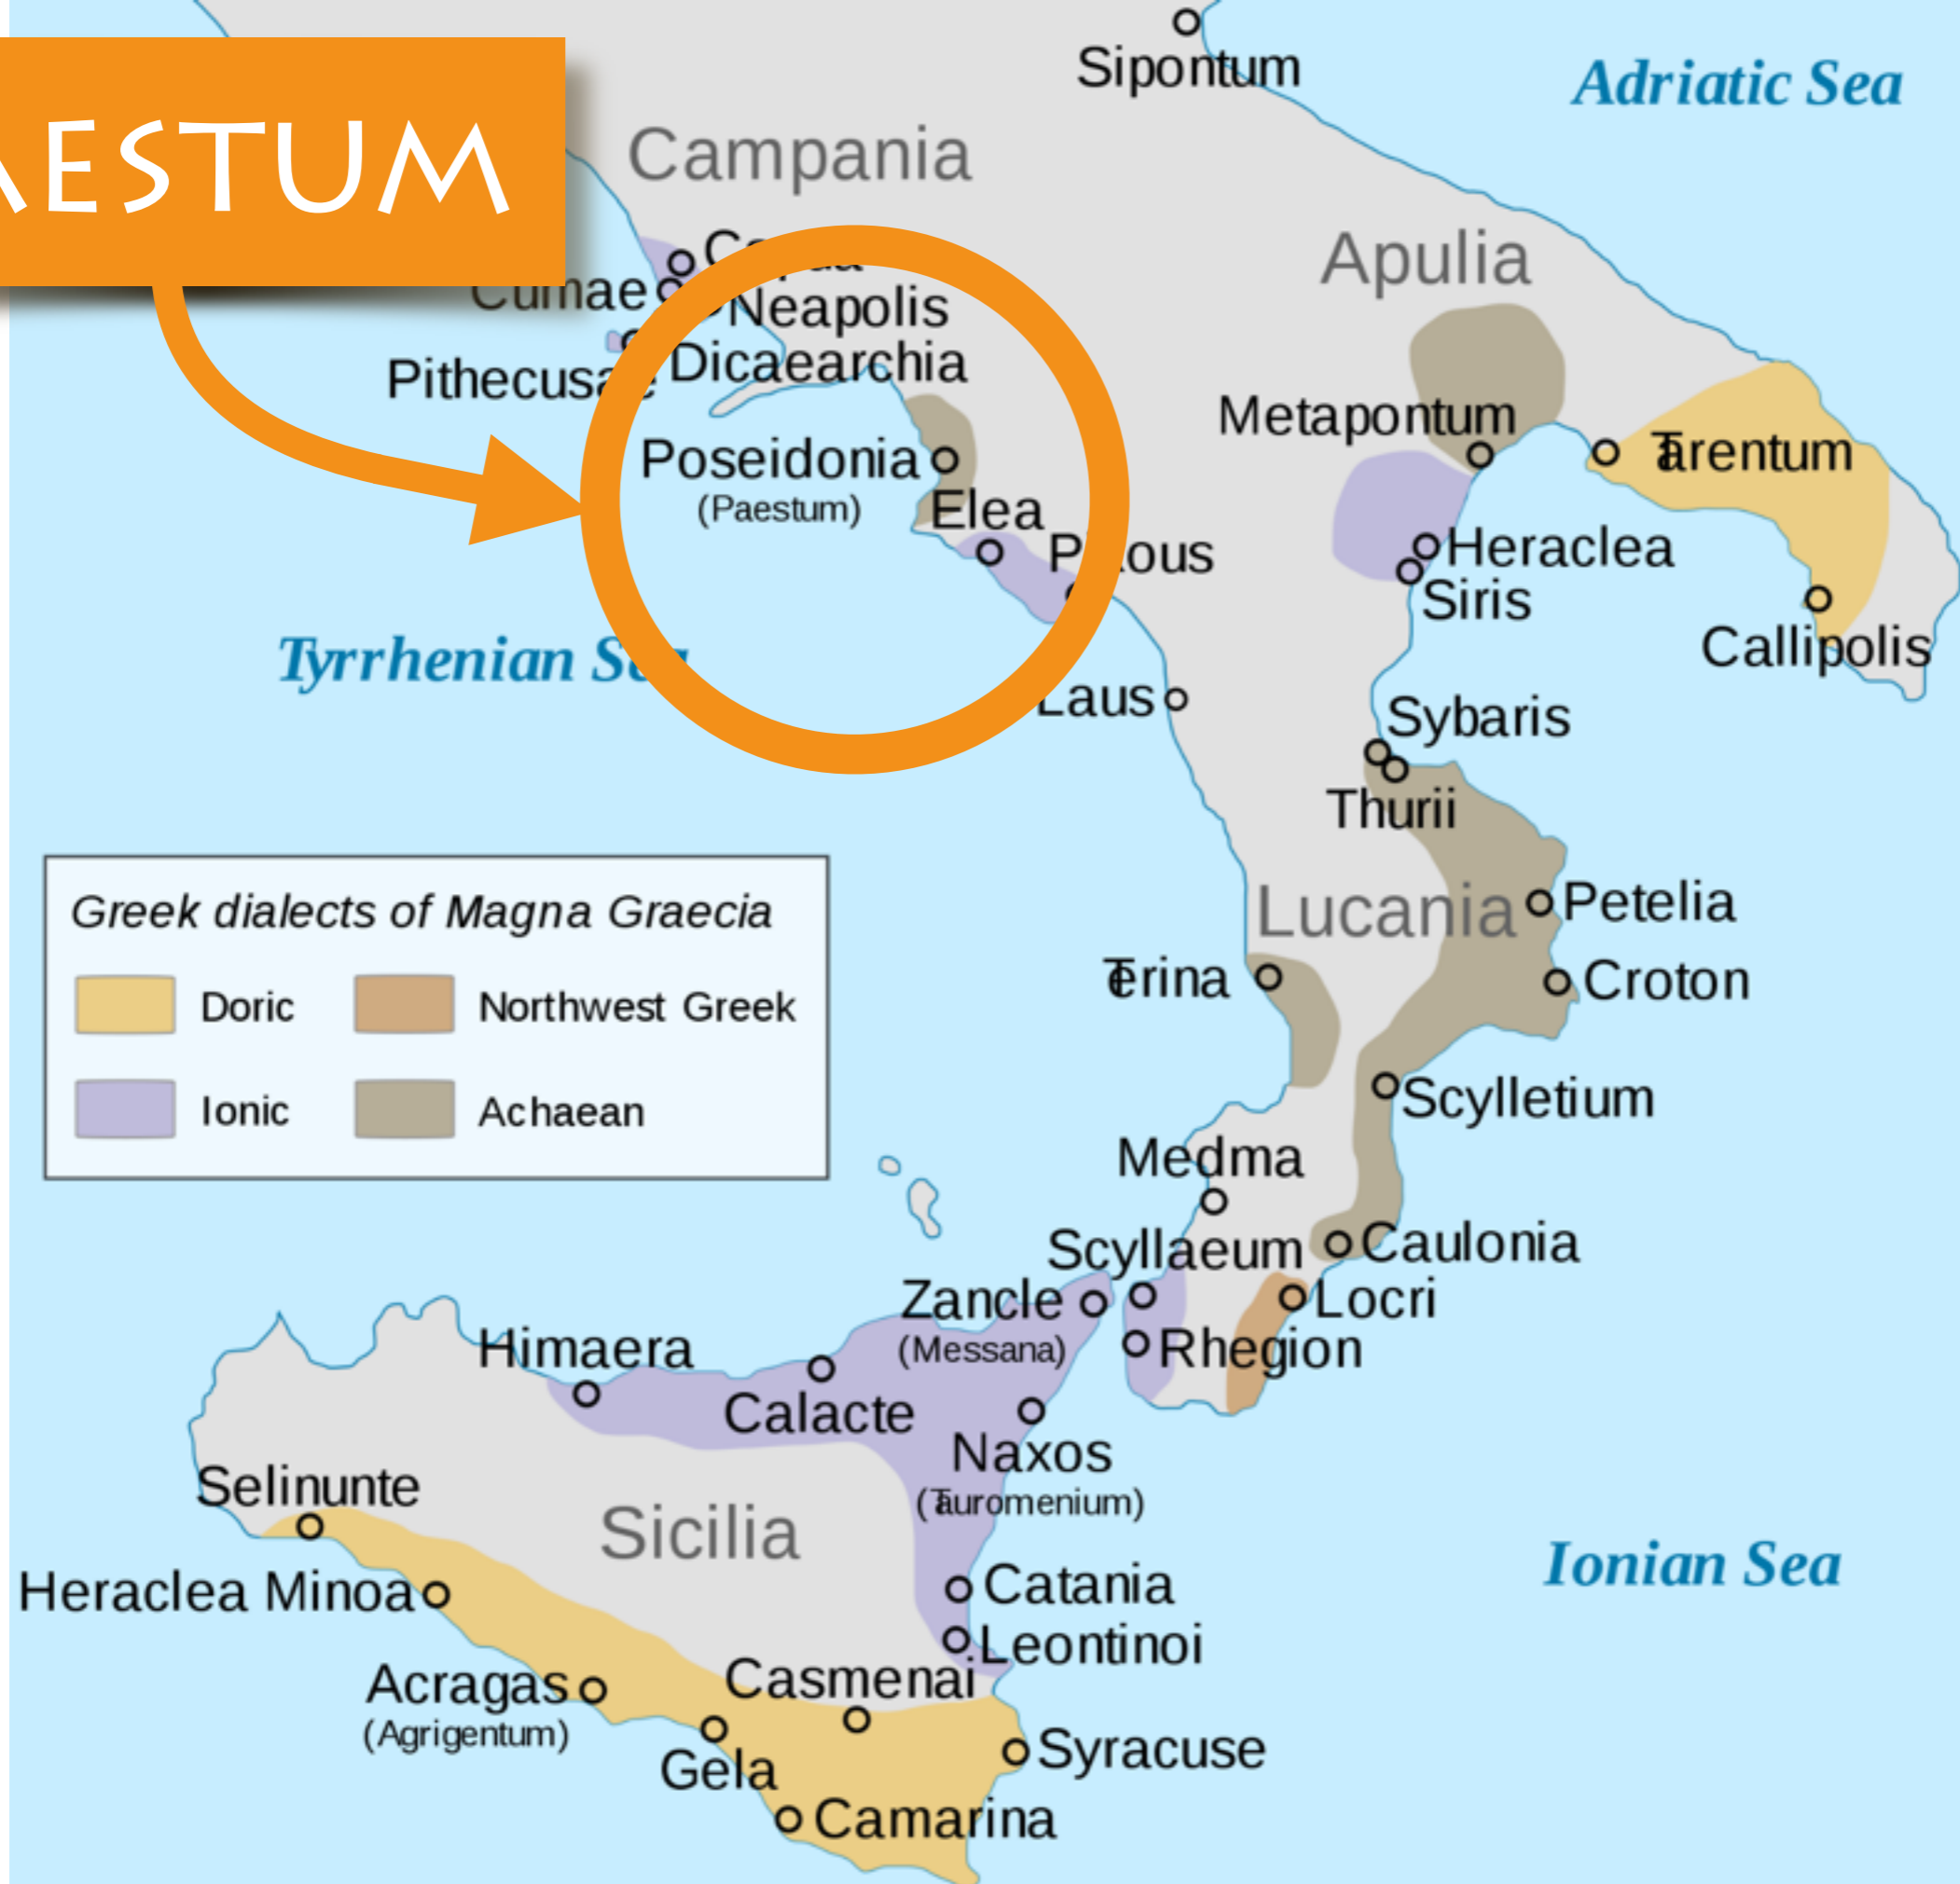 Sipontum
Adriatic Sea
AESTUM
Campania
Apulia
Cumae
Neapolis
Dicaearchia
Pithecusae
Metapontum
Tarentum
Poseidonia
(Paestum)
Elea
Heraclea
Siris
Callipolis
Tyrrhenian Sea
Laus
Sybaris
Thurii
Lucania
Petelia
Greek dialects of Magna Graecia
Doric
Northwest Greek
Ionic
Achaean
Terina
Croton
Scylletium
Medma
Scyllaeum
Caulonia
Zancle
(Messana)
Locri
Rhegion
Himaera
Calacte
Naxos
(Tauromenium)
Selinunte
Sicilia
Ionian Sea
Heraclea Minoa
Catania
Leontinoi
Acragas
(Agrigentum)
Casmenai
Gela
Syracuse
Camarina